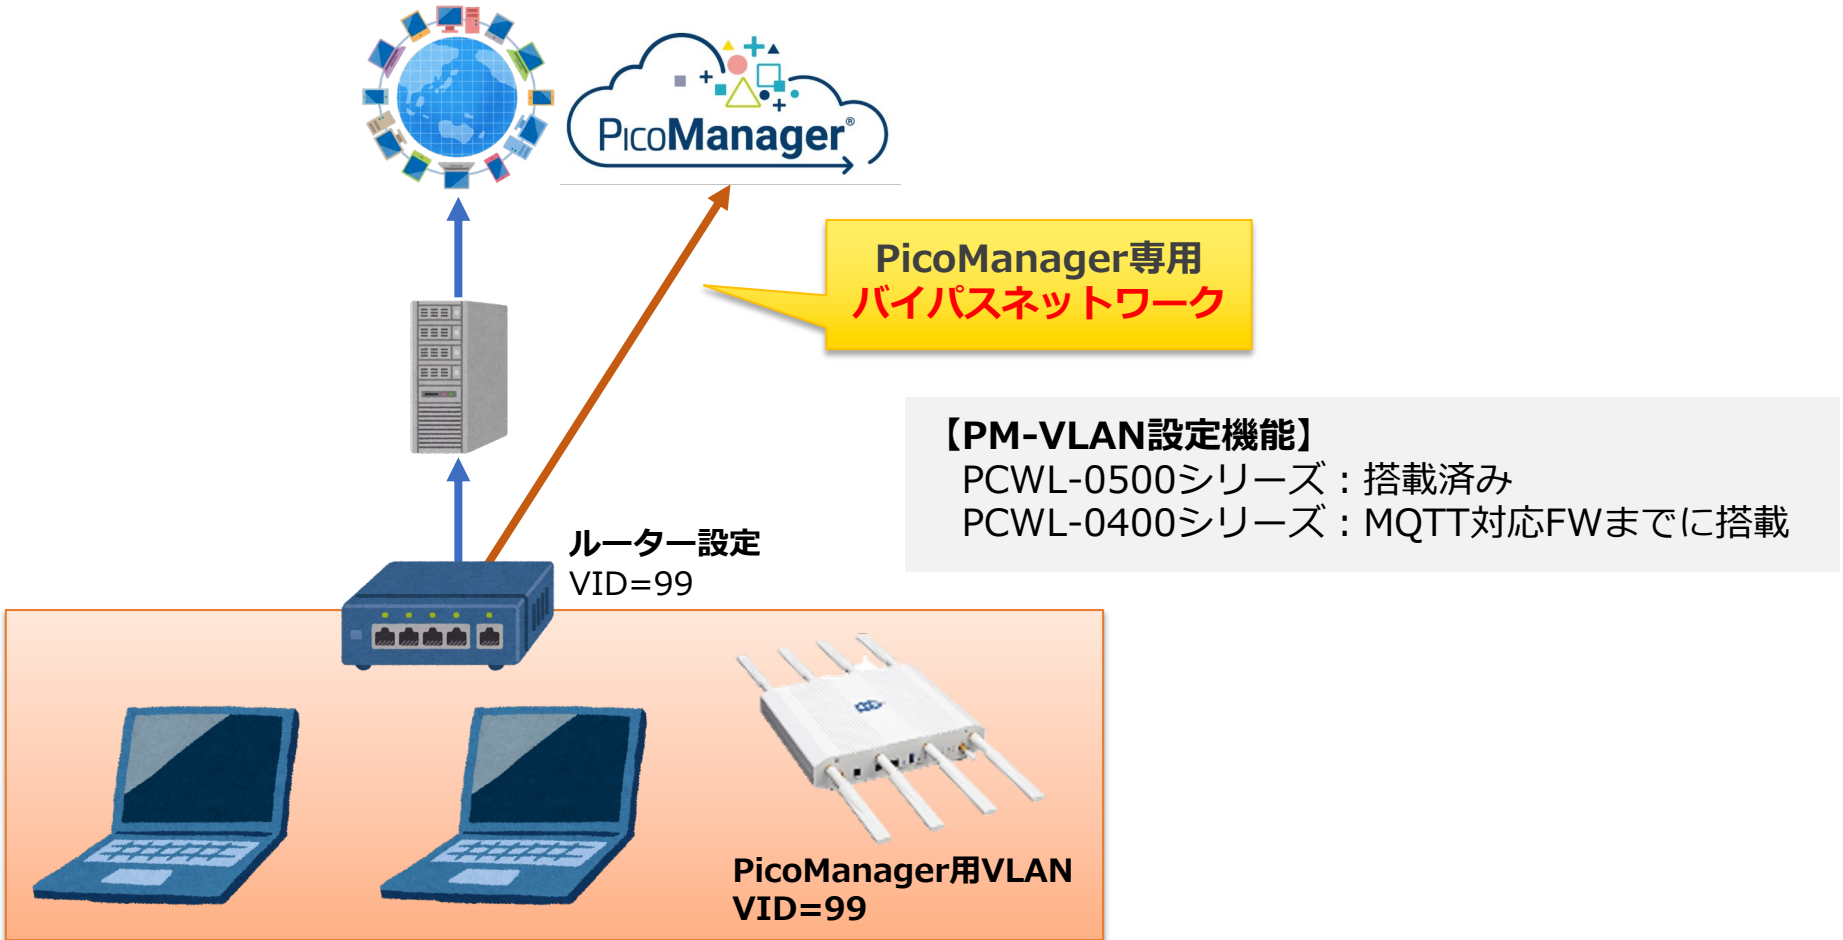 PicoManager®
PicoManager専用
バイパスネットワーク
【PM-VLAN設定機能】
PCWL-0500シリーズ：搭載済み
PCWL-0400シリーズ：MQTT対応FWまでに搭載
ルーター設定
VID=99
PicoManager用VLAN
VID=99